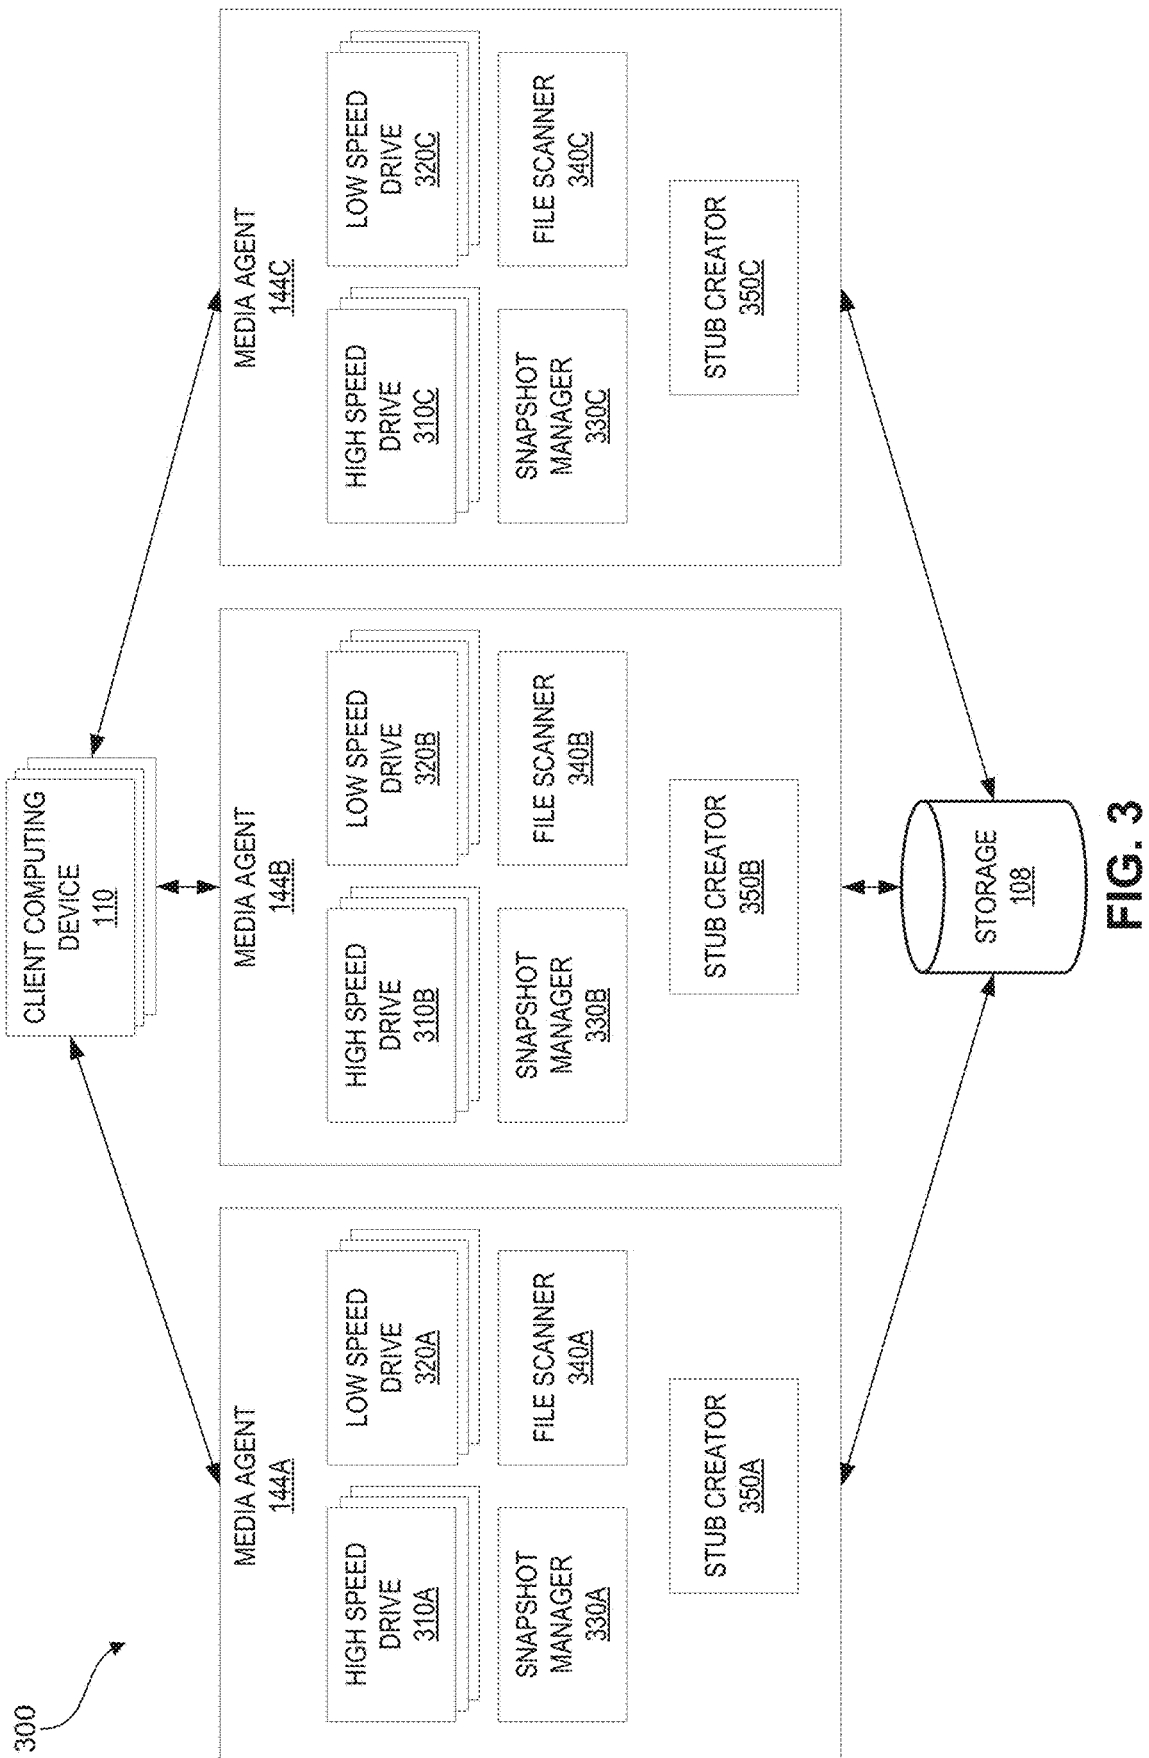 300
CLIENT COMPUTING
DEVICE
110
MEDIA AGENT
144A
HIGH SPEED
DRIVE
310A
LOW SPEED
DRIVE
320A
SNAPSHOT
MANAGER
330A
FILE SCANNER
340A
STUB CREATOR
350A
MEDIA AGENT
144B
HIGH SPEED
DRIVE
310B
LOW SPEED
DRIVE
320B
SNAPSHOT
MANAGER
330B
FILE SCANNER
340B
STUB CREATOR
350B
MEDIA AGENT
144C
HIGH SPEED
DRIVE
310C
LOW SPEED
DRIVE
320C
SNAPSHOT
MANAGER
330C
FILE SCANNER
340C
STUB CREATOR
350C
STORAGE
108
FIG. 3